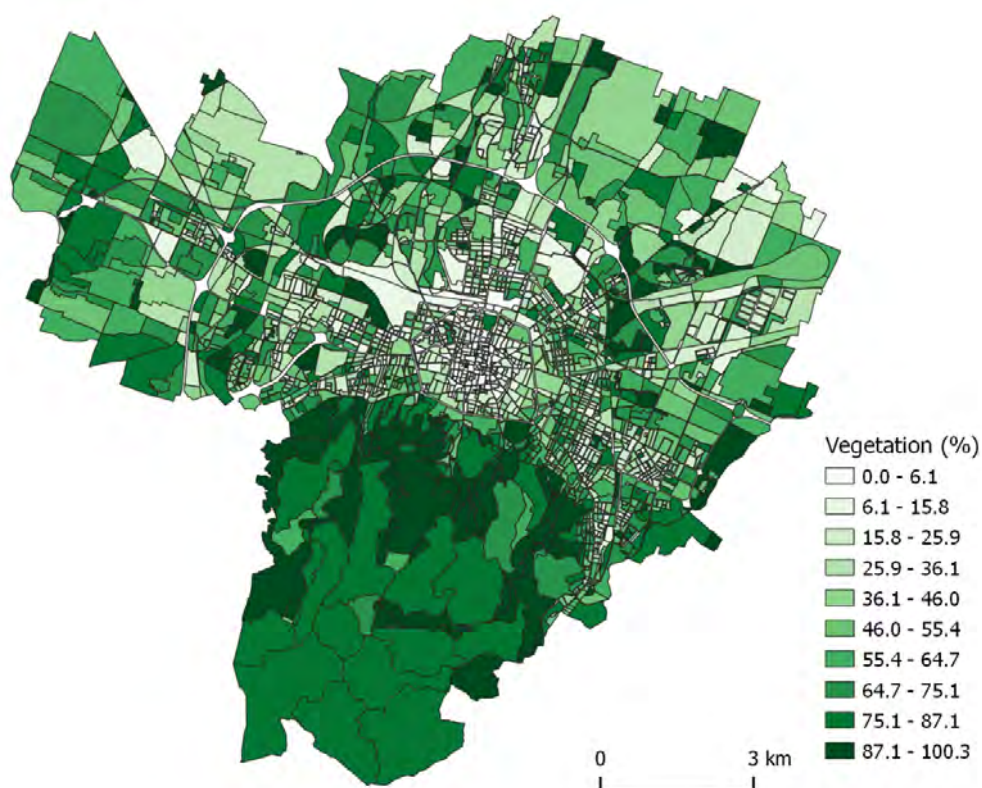 Vegetation (%)
0.0 - 6.1
6.1 - 15.8
15.8 - 25.9
25.9 - 36.1
36.1 - 46.0
46.0 - 55.4
55.4 - 64.7
64.7 - 75.1
75.1 - 87.1
87.1 - 100.3
0 3 km